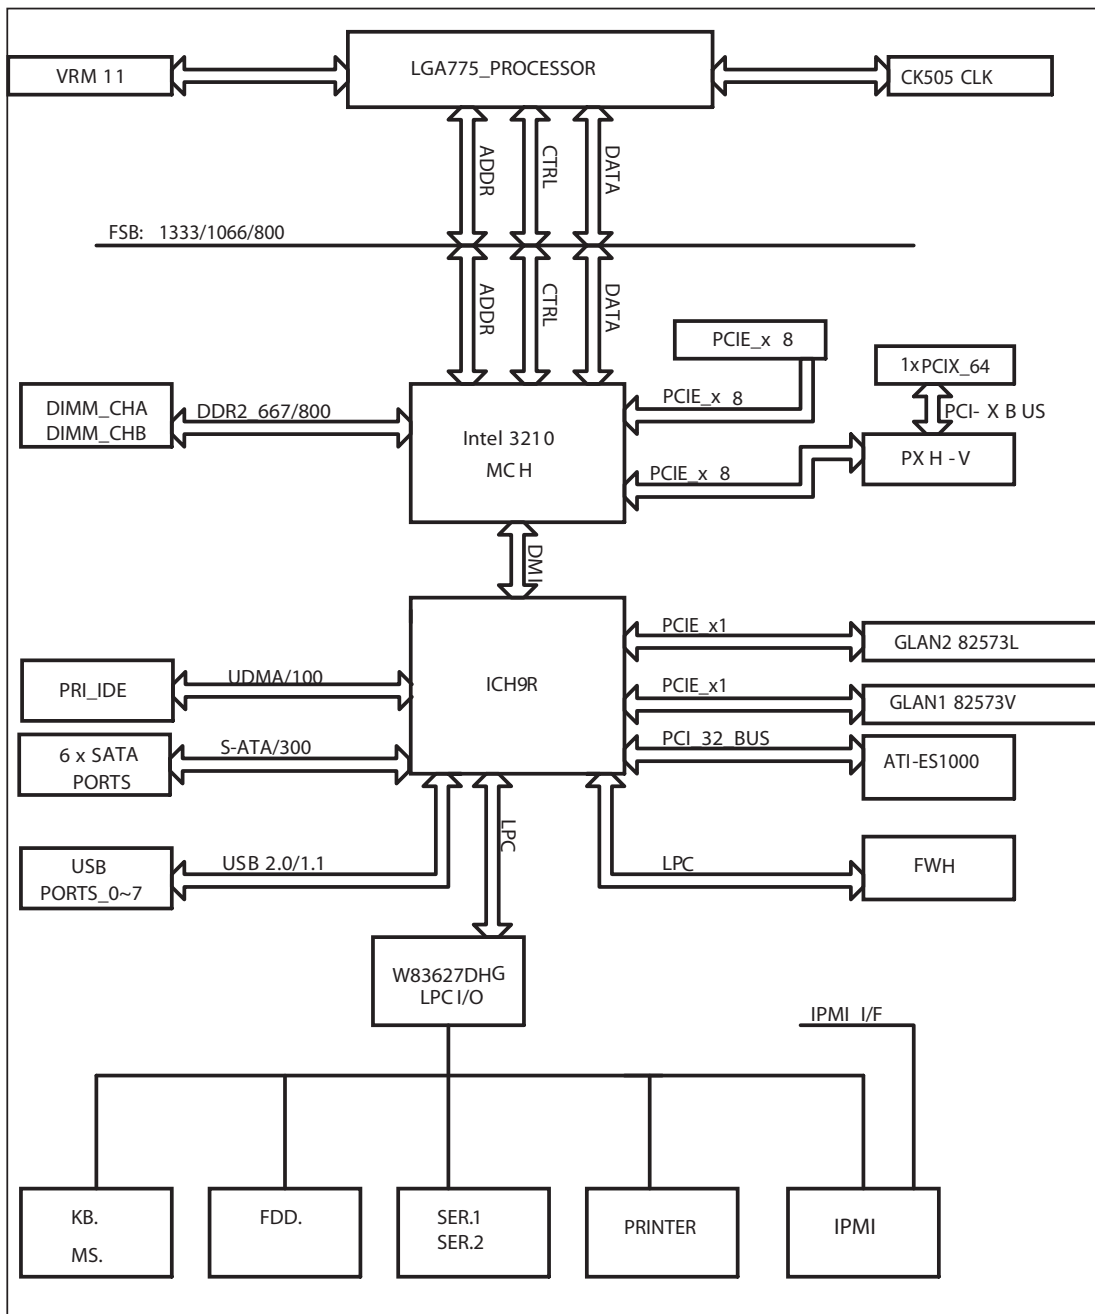 LGA775_PROCESSOR
VRM 11
CK505 CLK
ADDR
CTRL
DATA
FSB: 1333/1066/800
ADDR
CTRL
DATA
PCIE_x 8
1xPCIX_64
PCIE_x 8
PCI- X B US
DIMM_CHA
DIMM_CHB
DDR2_667/800
Intel 3210
MC H
PX H - V
PCIE_x 8
DM I
PCIE_x1
GLAN2 82573L
PRI_IDE
UDMA/100
ICH9R
PCIE_x1
GLAN1 82573V
PCI_32_BUS
6 x SATA
PORTS
S-ATA/300
ATI-ES1000
LPC
USB
PORTS_0~7
USB 2.0/1.1
LPC
FWH
W83627DHG
LPC I/O
IPMI I/F
KB.
MS.
FDD.
SER.1
SER.2
PRINTER
IPMI